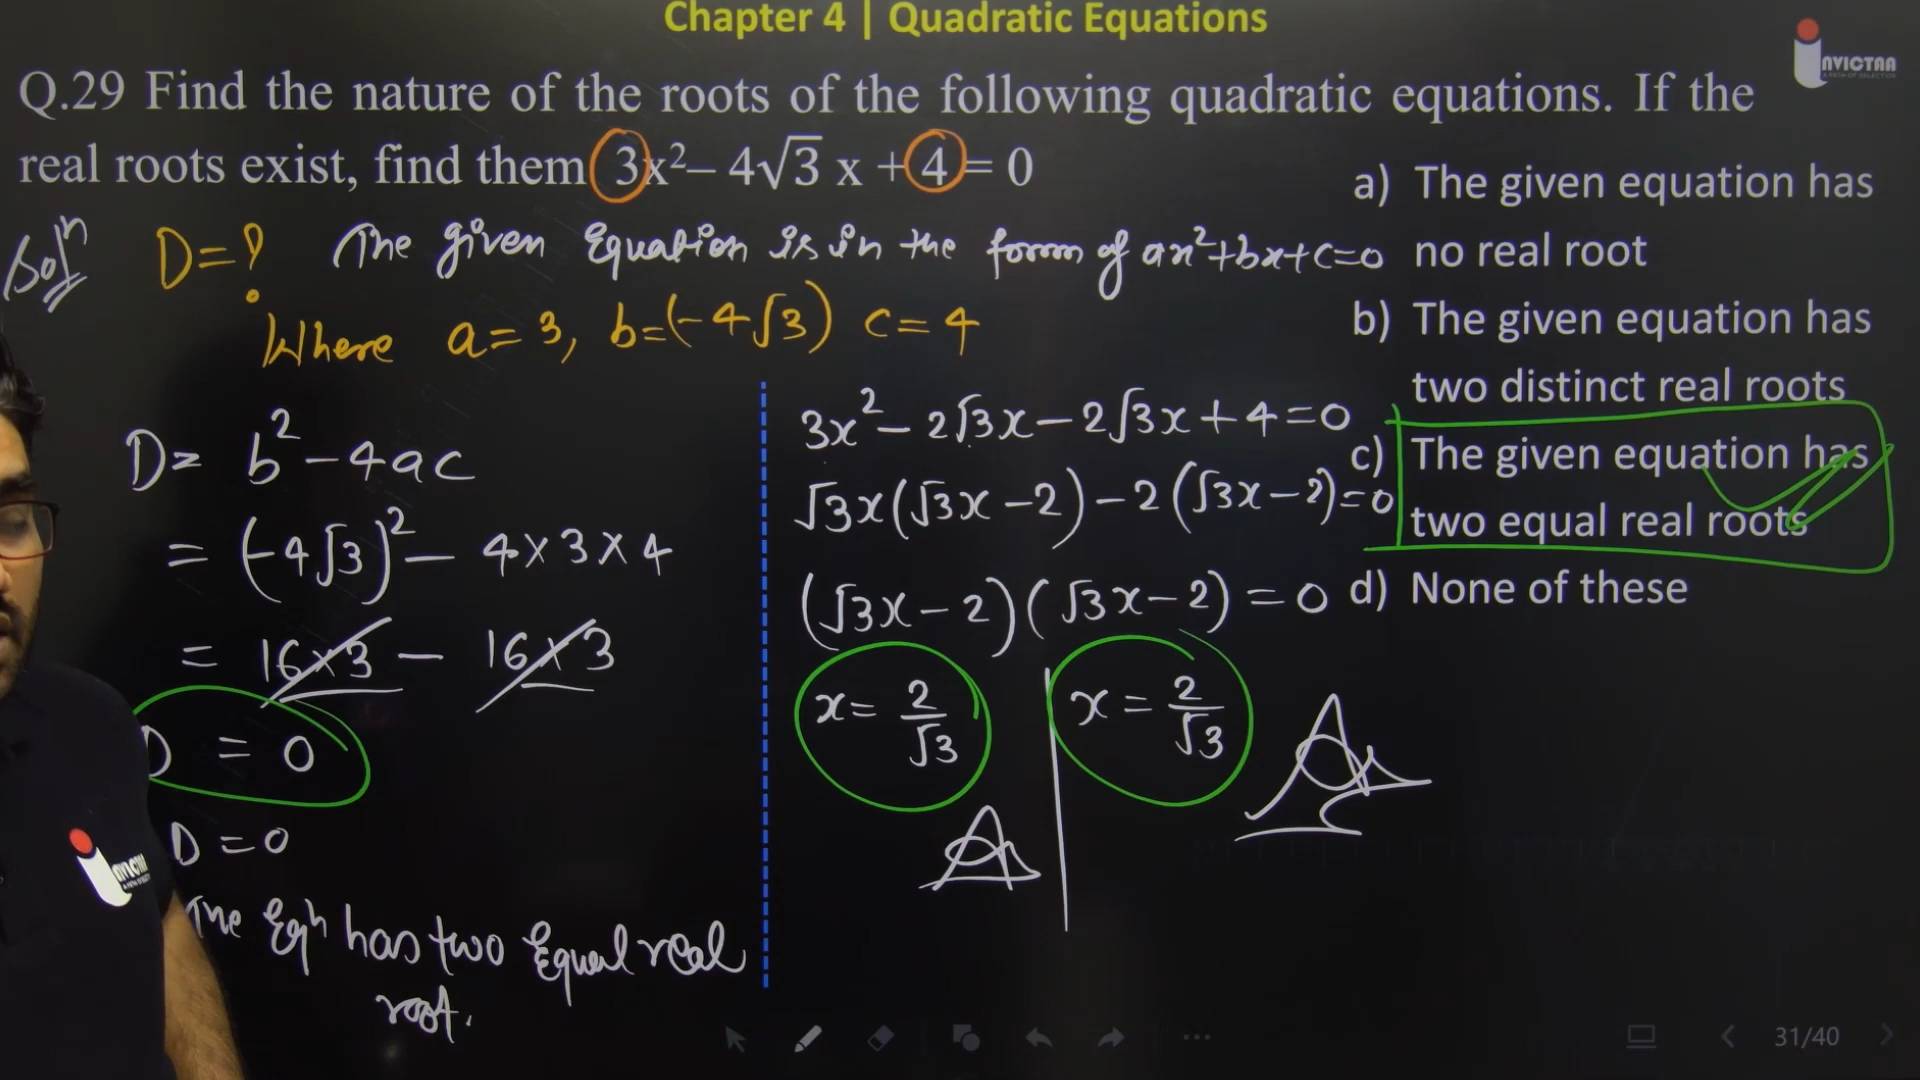 Chapter 4 | Quadratic Equations
INVICTAA
A PATH OF SELECTION
Q.29 Find the nature of the roots of the following quadratic equations. If the
real roots exist, find them 3x²– 4√3 x + 4 = 0
a) The given equation has
no real root
b) The given equation has
two distinct real roots
c) The given equation has
two equal real roots
d) None of these
Solⁿ D=? The given Equation is in the form of ax²+bx+c=0
Where a=3, b=(-4√3) c=4
D= b²-4ac
= (-4√3)²- 4×3×4
= 16×3 - 16×3
D = 0
D=0
The Eqⁿ has two Equal real
root.
3x²-2√3x-2√3x+4=0
√3x(√3x-2)-2(√3x-2)=0
(√3x-2)(√3x-2)=0
x= 2/√3
x= 2/√3
31/40